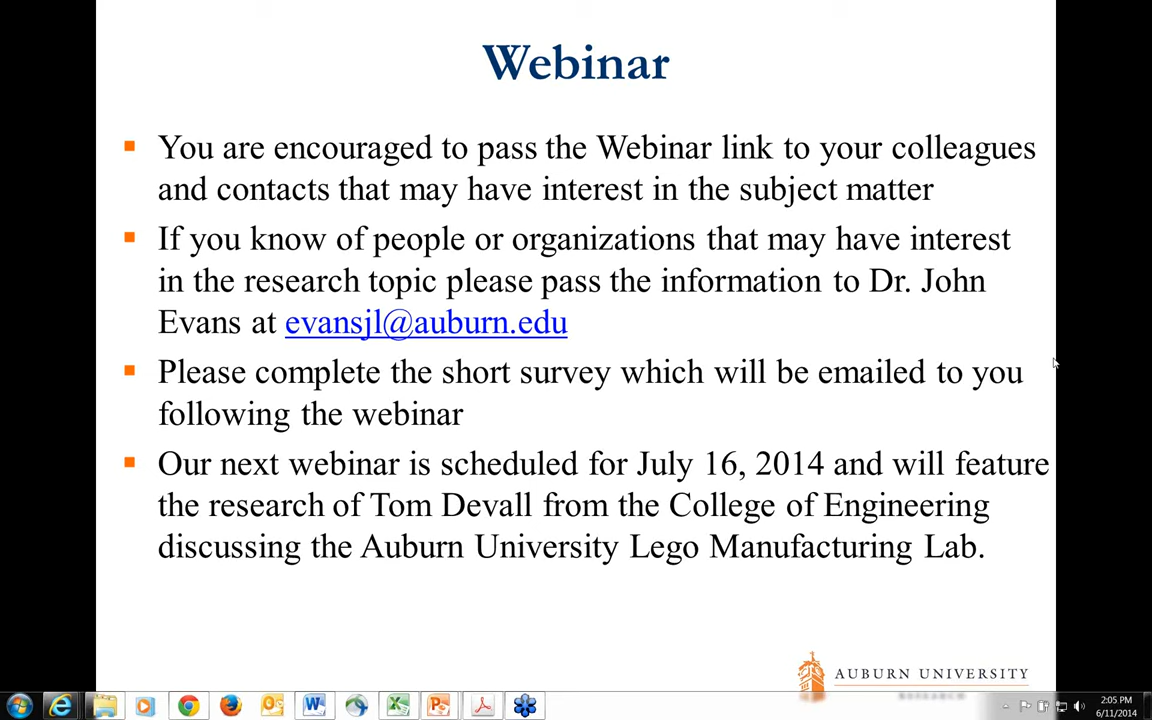 Webinar
You are encouraged to pass the Webinar link to your colleagues
and contacts that may have interest in the subject matter
If you know of people or organizations that may have interest
in the research topic please pass the information to Dr. John
Evans at evansjl@auburn.edu
Please complete the short survey which will be emailed to you
following the webinar
Our next webinar is scheduled for July 16, 2014 and will feature
the research of Tom Devall from the College of Engineering
discussing the Auburn University Lego Manufacturing Lab.
AUBURN UNIVERSITY
RESEARCH
2:05 PM
6/11/2014